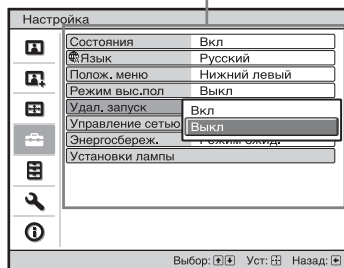 Настройка
Состояния Вкл
Язык Русский
Полож. меню Нижний левый
Режим выс.пол Выкл
Удал. запуск Вкл
Управление сетью Выкл
Энергосбереж. Режим ожид.
Установки лампы
Выбор: Уст: Назад: